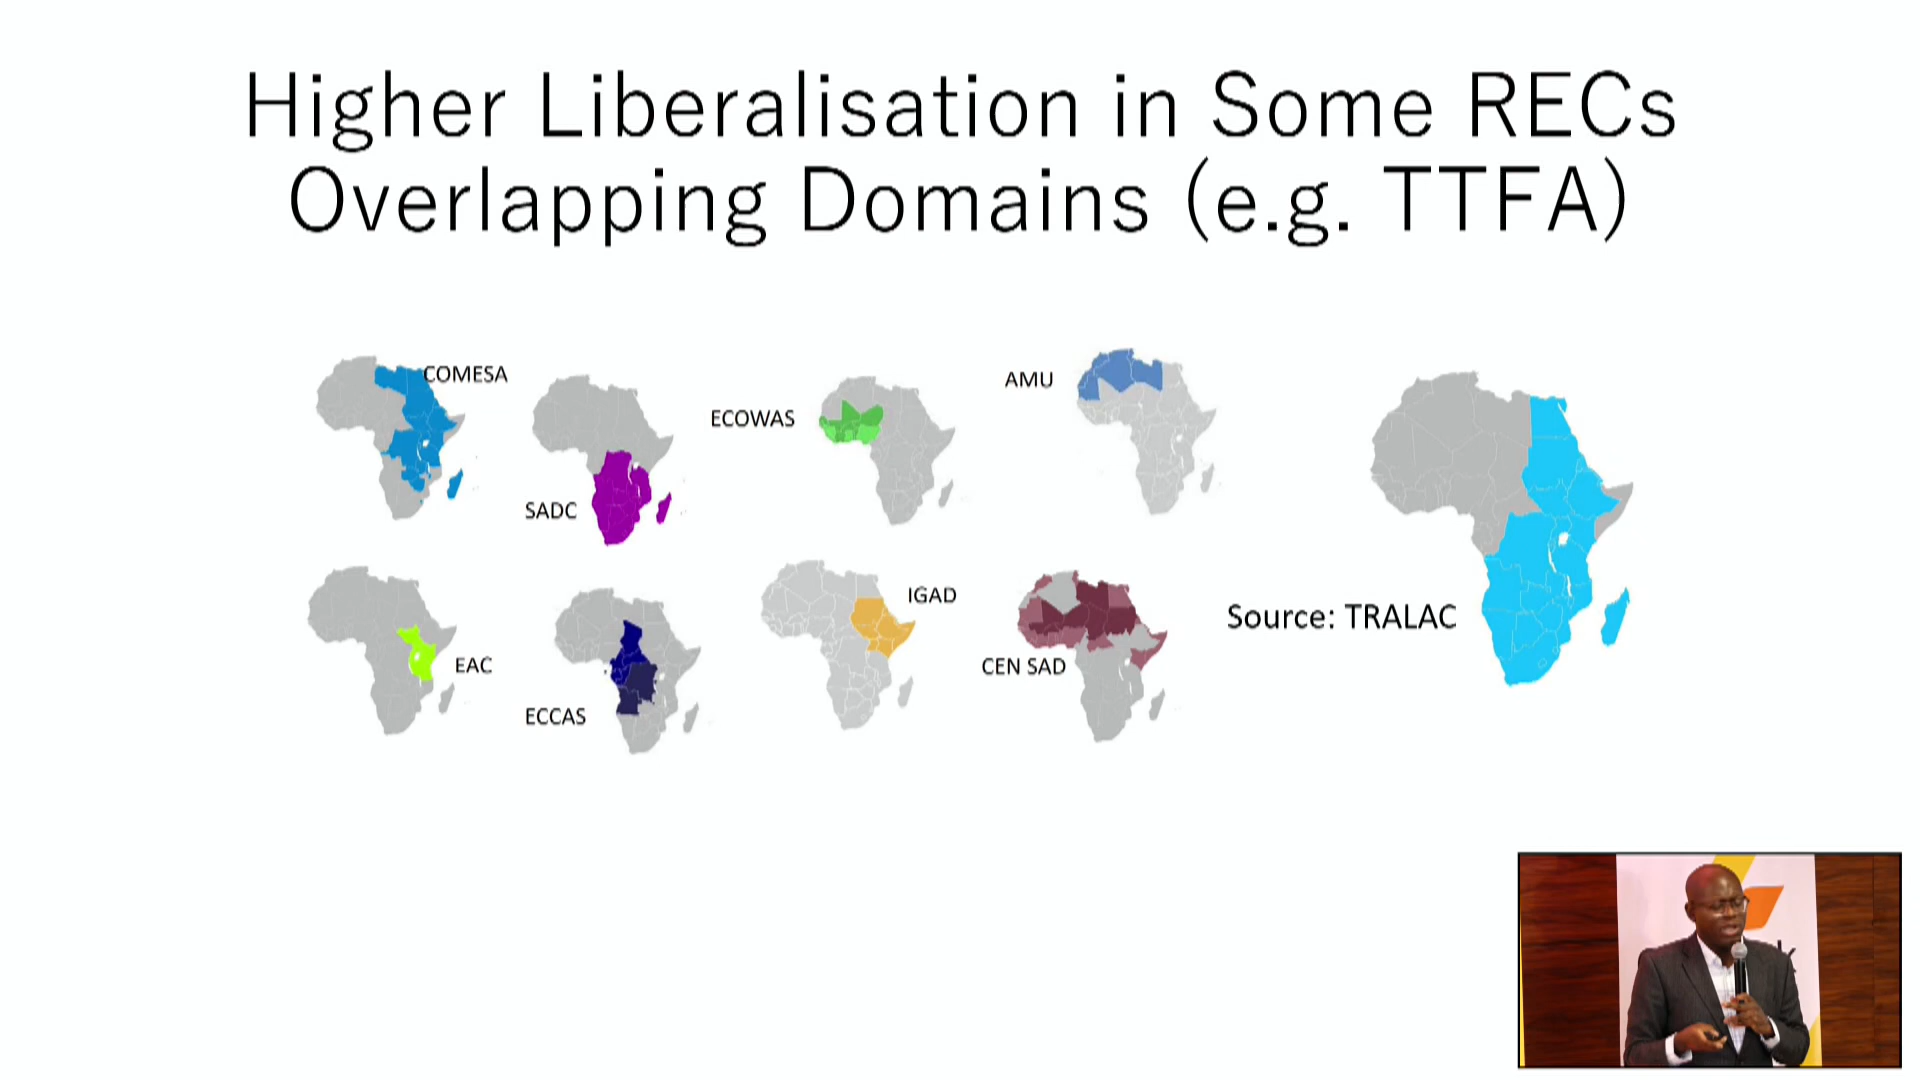 Higher Liberalisation in Some RECs
Overlapping Domains (e.g. TTFA)
COMESA
SADC
ECOWAS
AMU
EAC
ECCAS
IGAD
CEN SAD
Source: TRALAC
k